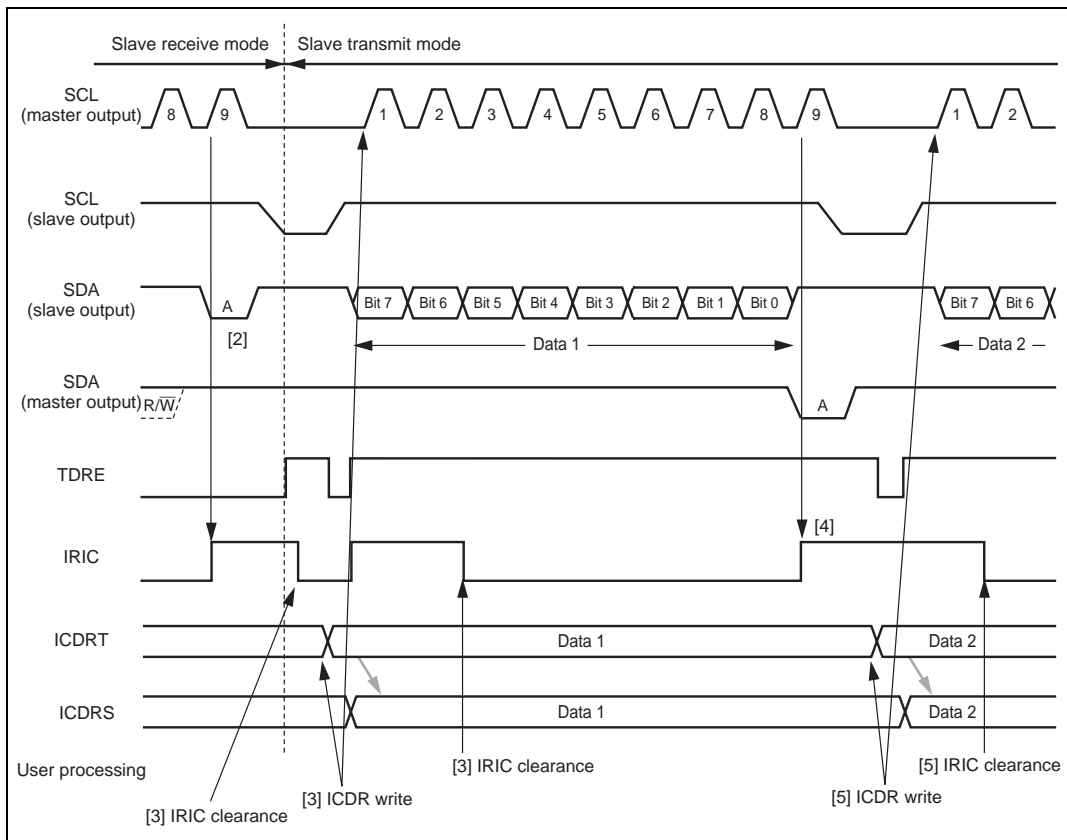 Slave receive mode Slave transmit mode
SCL
(master output)
8 9 1 2 3 4 5 6 7 8 9 1 2
SCL
(slave output)
SDA
(slave output)
A Bit 7 Bit 6 Bit 5 Bit 4 Bit 3 Bit 2 Bit 1 Bit 0 Bit 7 Bit 6
[2] Data 1 Data 2
SDA
(master output)
R/W̅ A
TDRE
[4]
IRIC
ICDRT Data 1 Data 2
ICDRS Data 1 Data 2
User processing
[3] IRIC clearance [3] ICDR write [3] IRIC clearance [5] ICDR write [5] IRIC clearance